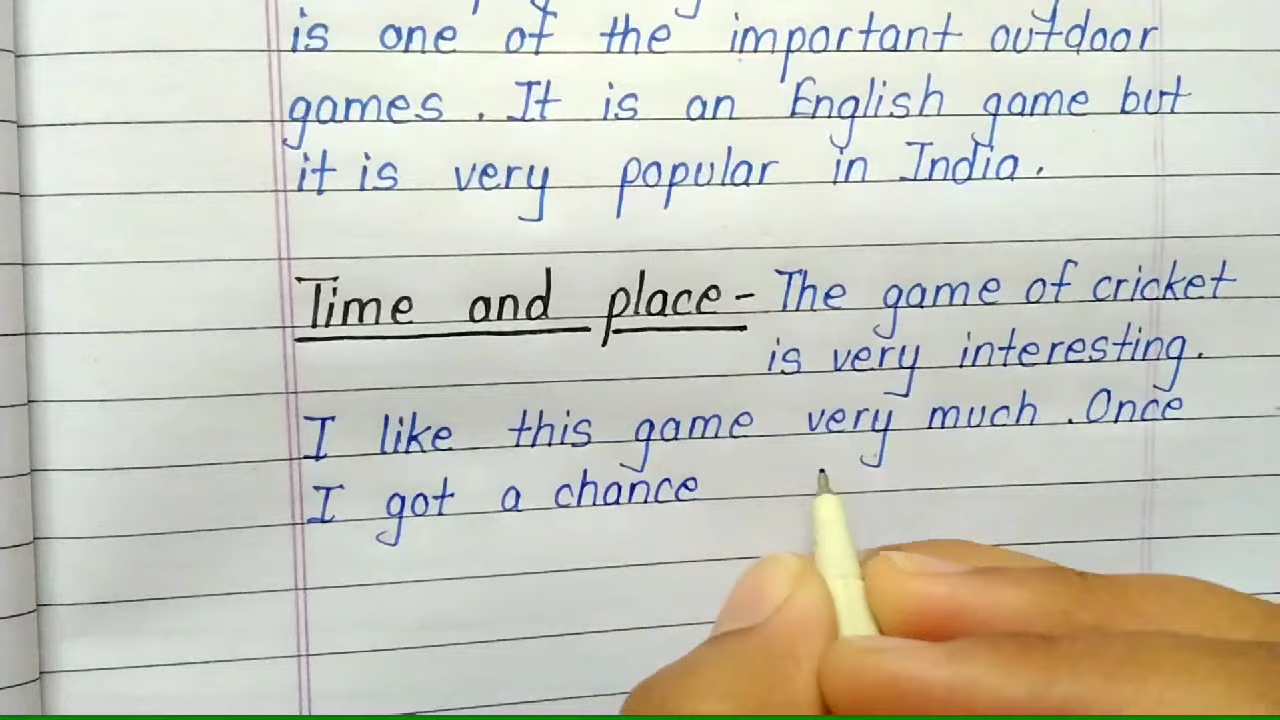 is one of the important outdoor
games. It is an English game but
it is very popular in India.
Time and place - The game of cricket
is very interesting.
I like this game very much. Once
I got a chance